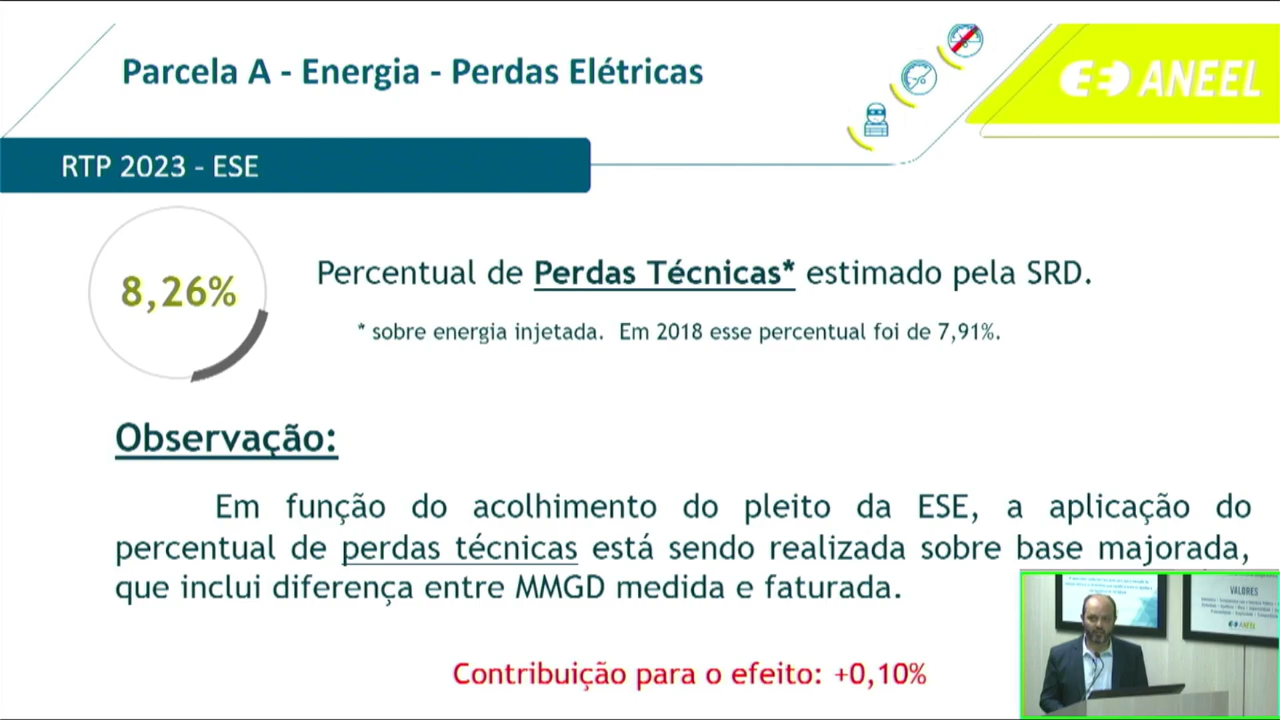 Parcela A - Energia - Perdas Elétricas
ANEEL
RTP 2023 - ESE
8,26%
Percentual de Perdas Técnicas* estimado pela SRD.
* sobre energia injetada. Em 2018 esse percentual foi de 7,91%.
Observação:
Em função do acolhimento do pleito da ESE, a aplicação do
percentual de perdas técnicas está sendo realizada sobre base majorada,
que inclui diferença entre MMGD medida e faturada.
Contribuição para o efeito: +0,10%
VALORES
ANEEL